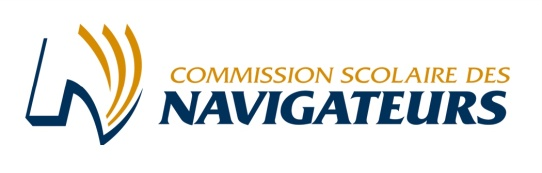 COMMISSION SCOLAIRE DES
NAVIGATEURS